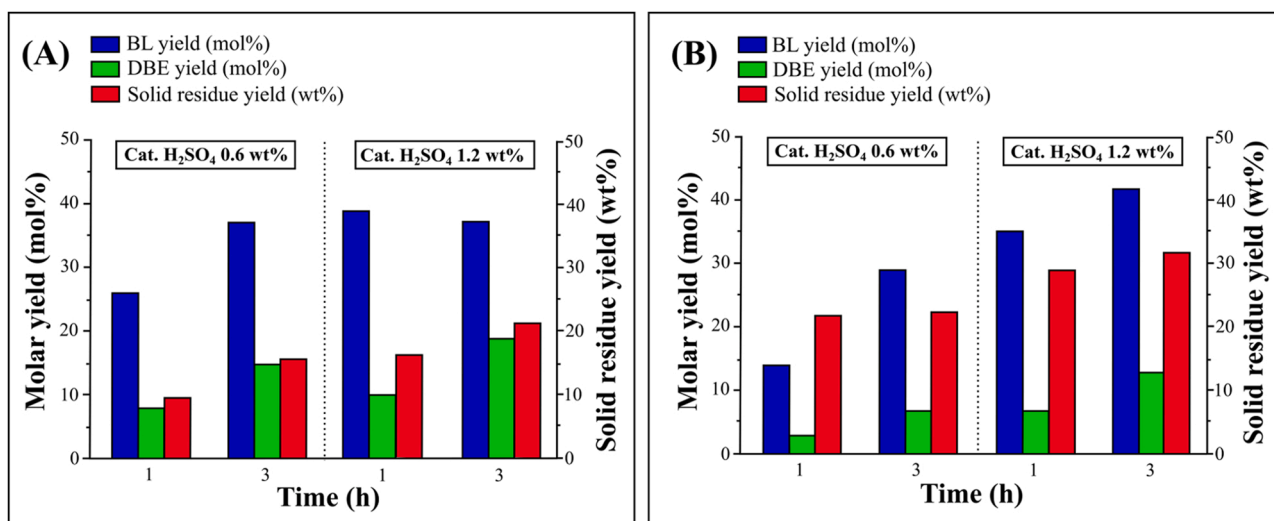 (A)
BL yield (mol%)
DBE yield (mol%)
Solid residue yield (wt%)
Cat. H₂SO₄ 0.6 wt%
Cat. H₂SO₄ 1.2 wt%
Molar yield (mol%)
50
40
30
20
10
0
Solid residue yield (wt%)
50
40
30
20
10
0
1
3
1
3
Time (h)
(B)
BL yield (mol%)
DBE yield (mol%)
Solid residue yield (wt%)
Cat. H₂SO₄ 0.6 wt%
Cat. H₂SO₄ 1.2 wt%
Molar yield (mol%)
50
40
30
20
10
0
Solid residue yield (wt%)
50
40
30
20
10
0
1
3
1
3
Time (h)